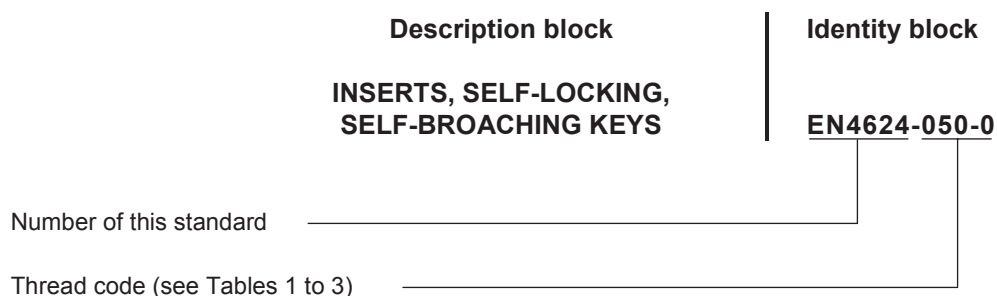 Description block
Identity block
INSERTS, SELF-LOCKING,
SELF-BROACHING KEYS
EN4624-050-0
Number of this standard
Thread code (see Tables 1 to 3)